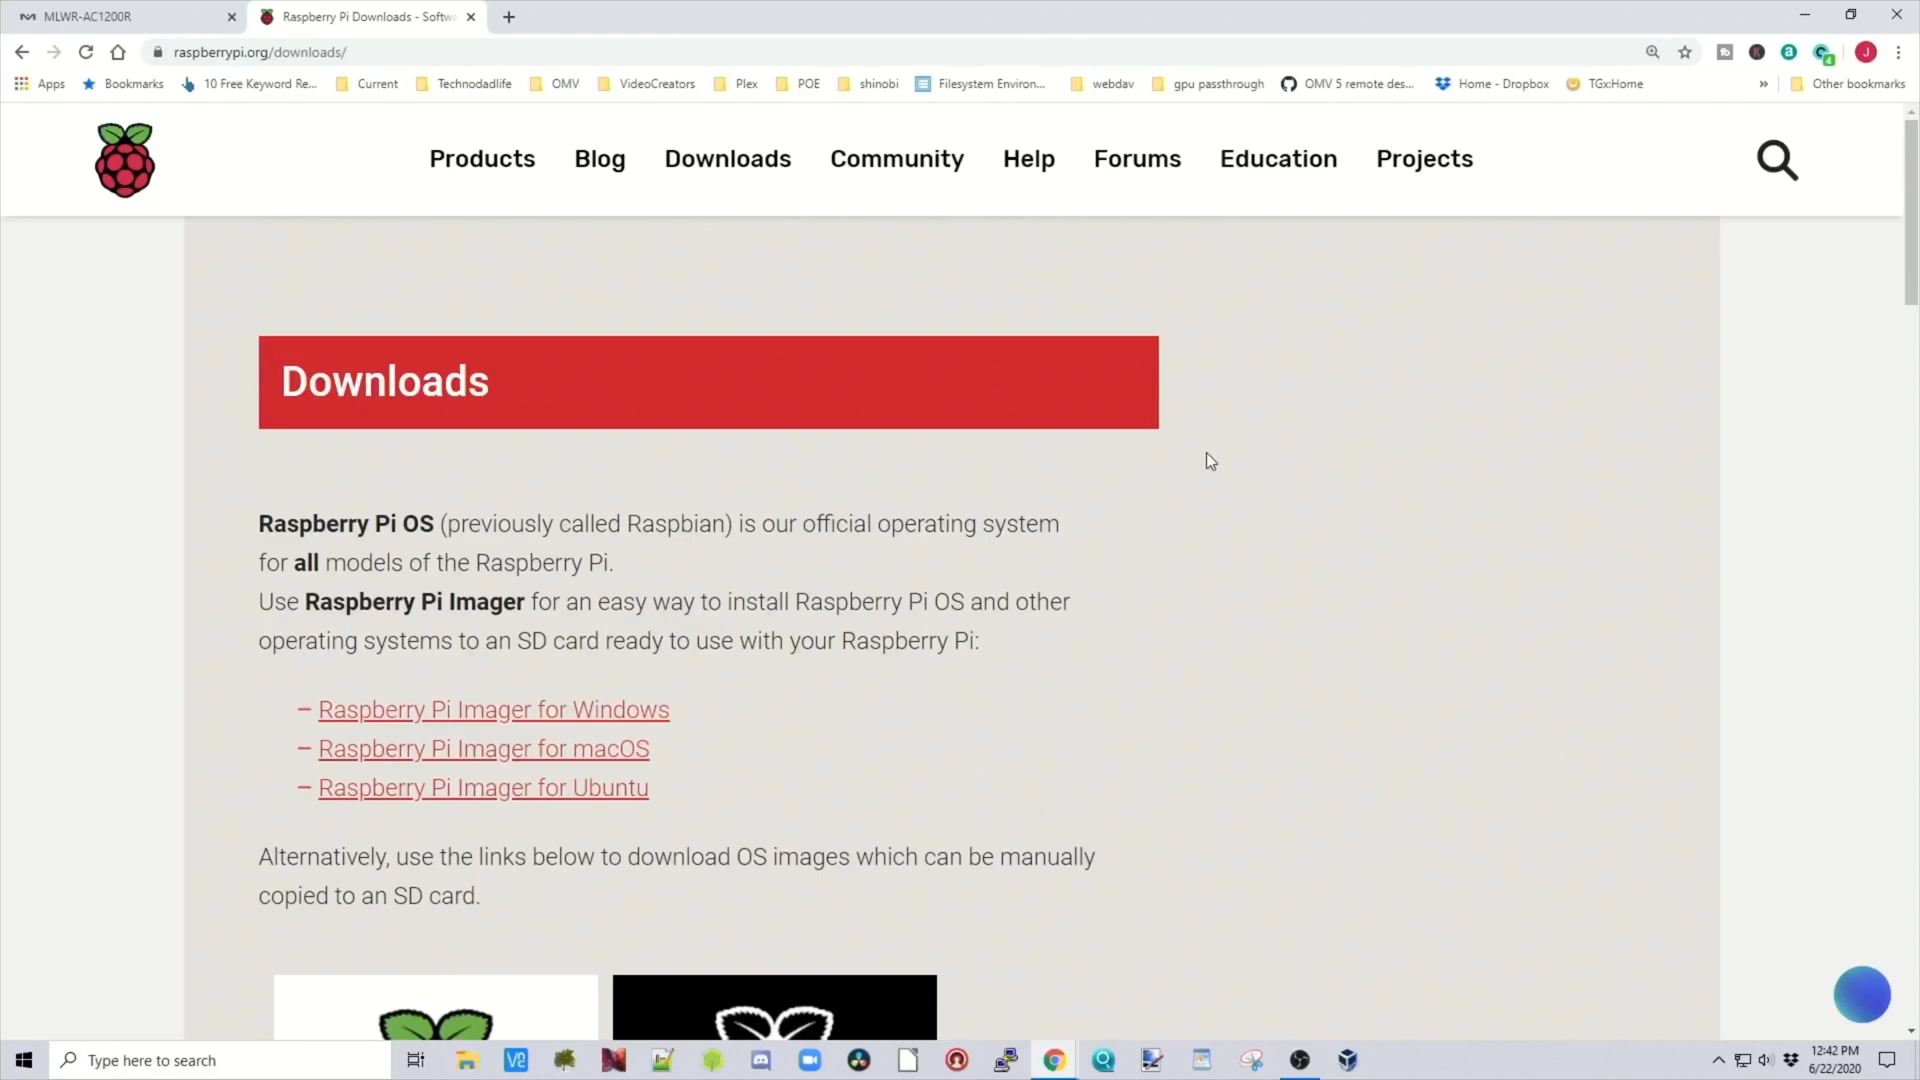 MLWR-AC1200R
Raspberry Pi Downloads - Softw
raspberrypi.org/downloads/
Apps
Bookmarks
10 Free Keyword Re...
Current
Technodadlife
OMV
VideoCreators
Plex
POE
shinobi
Filesystem Environ...
webdav
gpu passthrough
OMV 5 remote des...
Home - Dropbox
TGx:Home
»
Other bookmarks
Products
Blog
Downloads
Community
Help
Forums
Education
Projects
Downloads
Raspberry Pi OS (previously called Raspbian) is our official operating system
for all models of the Raspberry Pi.
Use Raspberry Pi Imager for an easy way to install Raspberry Pi OS and other
operating systems to an SD card ready to use with your Raspberry Pi:
– Raspberry Pi Imager for Windows
– Raspberry Pi Imager for macOS
– Raspberry Pi Imager for Ubuntu
Alternatively, use the links below to download OS images which can be manually
copied to an SD card.
Type here to search
12:42 PM
6/22/2020